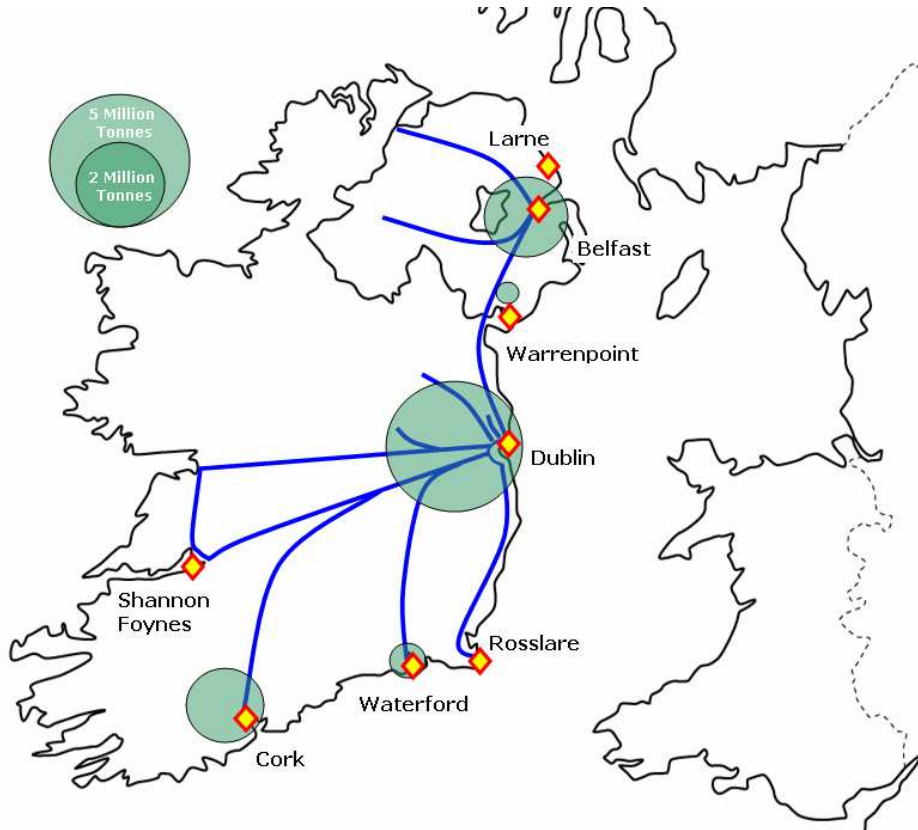 5 Million
Tonnes
2 Million
Tonnes
Larne
Belfast
Warrenpoint
Dublin
Shannon
Foynes
Rosslare
Waterford
Cork